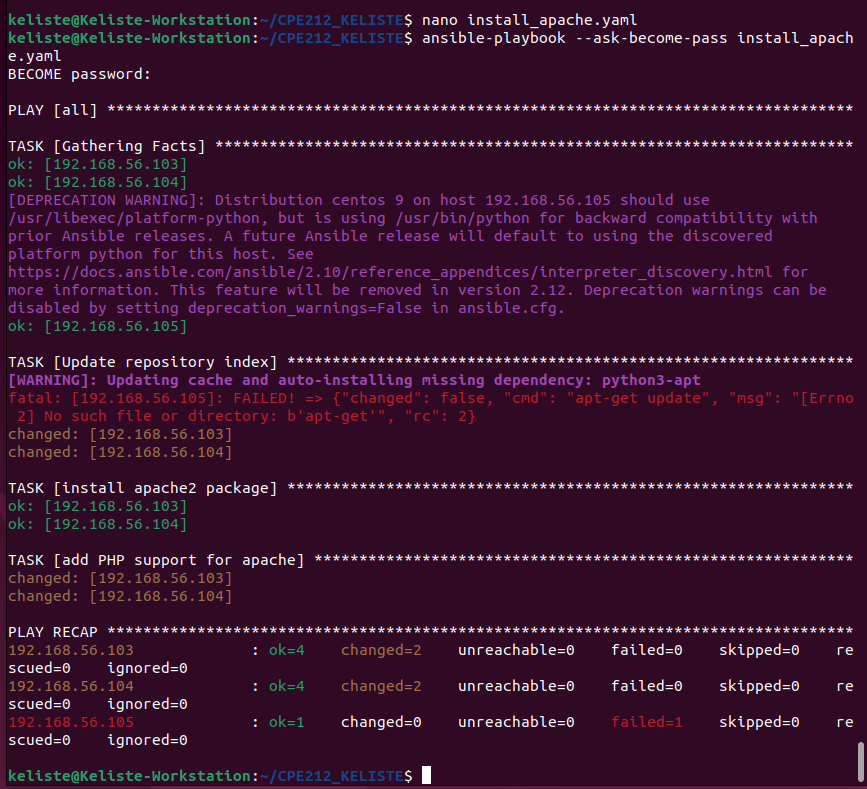 keliste@Keliste-Workstation:~/CPE212_KELISTE$ nano install_apache.yaml
keliste@Keliste-Workstation:~/CPE212_KELISTE$ ansible-playbook --ask-become-pass install_apach
e.yaml
BECOME password:
PLAY [all] ***********************************************************************************
TASK [Gathering Facts] ***********************************************************************
ok: [192.168.56.103]
ok: [192.168.56.104]
[DEPRECATION WARNING]: Distribution centos 9 on host 192.168.56.105 should use
/usr/libexec/platform-python, but is using /usr/bin/python for backward compatibility with
prior Ansible releases. A future Ansible release will default to using the discovered
platform python for this host. See
https://docs.ansible.com/ansible/2.10/reference_appendices/interpreter_discovery.html for
more information. This feature will be removed in version 2.12. Deprecation warnings can be
disabled by setting deprecation_warnings=False in ansible.cfg.
ok: [192.168.56.105]
TASK [Update repository index] ***************************************************************
[WARNING]: Updating cache and auto-installing missing dependency: python3-apt
fatal: [192.168.56.105]: FAILED! => {"changed": false, "cmd": "apt-get update", "msg": "[Errno
 2] No such file or directory: b'apt-get'", "rc": 2}
changed: [192.168.56.103]
changed: [192.168.56.104]
TASK [install apache2 package] ***************************************************************
ok: [192.168.56.103]
ok: [192.168.56.104]
TASK [add PHP support for apache] ************************************************************
changed: [192.168.56.103]
changed: [192.168.56.104]
PLAY RECAP ***********************************************************************************
192.168.56.103             : ok=4    changed=2    unreachable=0    failed=0    skipped=0    re
scued=0    ignored=0
192.168.56.104             : ok=4    changed=2    unreachable=0    failed=0    skipped=0    re
scued=0    ignored=0
192.168.56.105             : ok=1    changed=0    unreachable=0    failed=1    skipped=0    re
scued=0    ignored=0
keliste@Keliste-Workstation:~/CPE212_KELISTE$